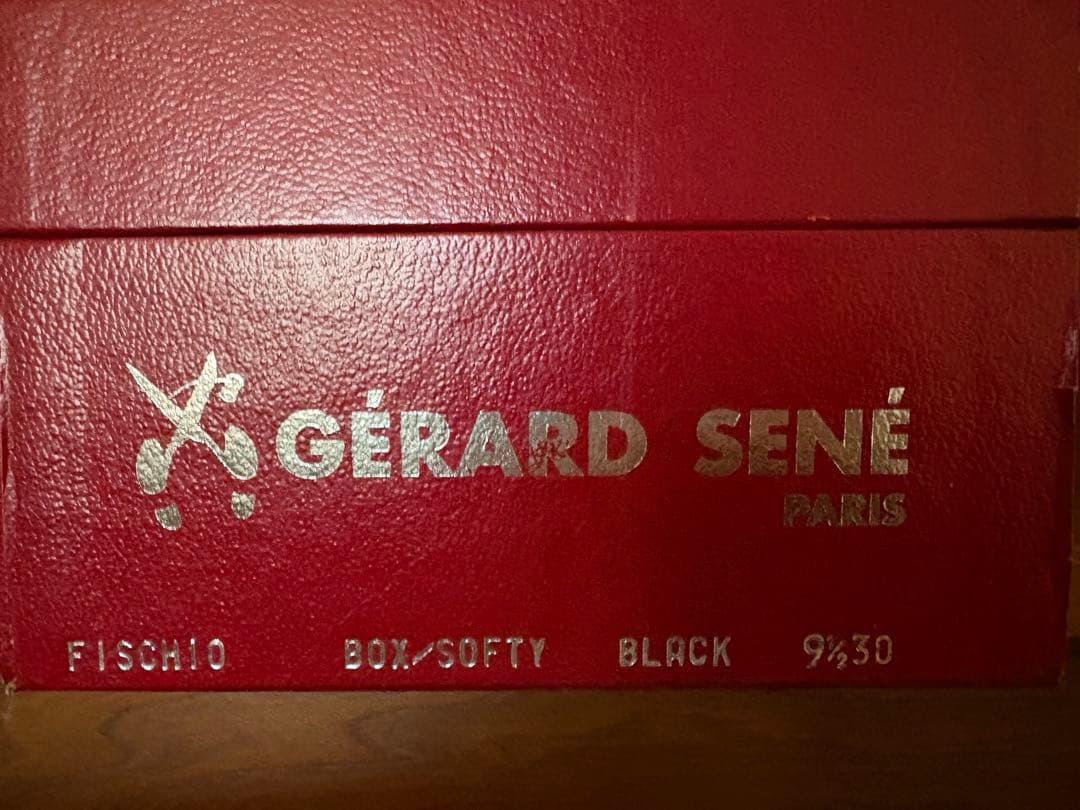 GÉRARD SENÉ
PARIS
FISCHIO BOX/SOFTY BLACK 9½30